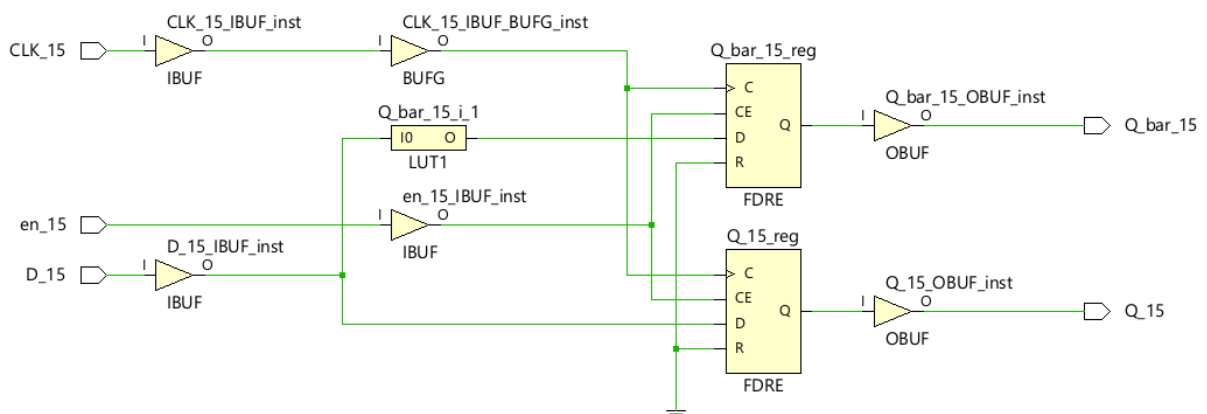 CLK_15_IBUF_inst
CLK_15
I
O
IBUF
CLK_15_IBUF_BUFG_inst
I
O
BUFG
Q_bar_15_i_1
I0
O
LUT1
en_15
en_15_IBUF_inst
I
O
IBUF
D_15
D_15_IBUF_inst
I
O
IBUF
Q_bar_15_reg
C
CE
D
R
Q
FDRE
Q_bar_15_OBUF_inst
I
O
OBUF
Q_bar_15
Q_15_reg
C
CE
D
R
Q
FDRE
Q_15_OBUF_inst
I
O
OBUF
Q_15